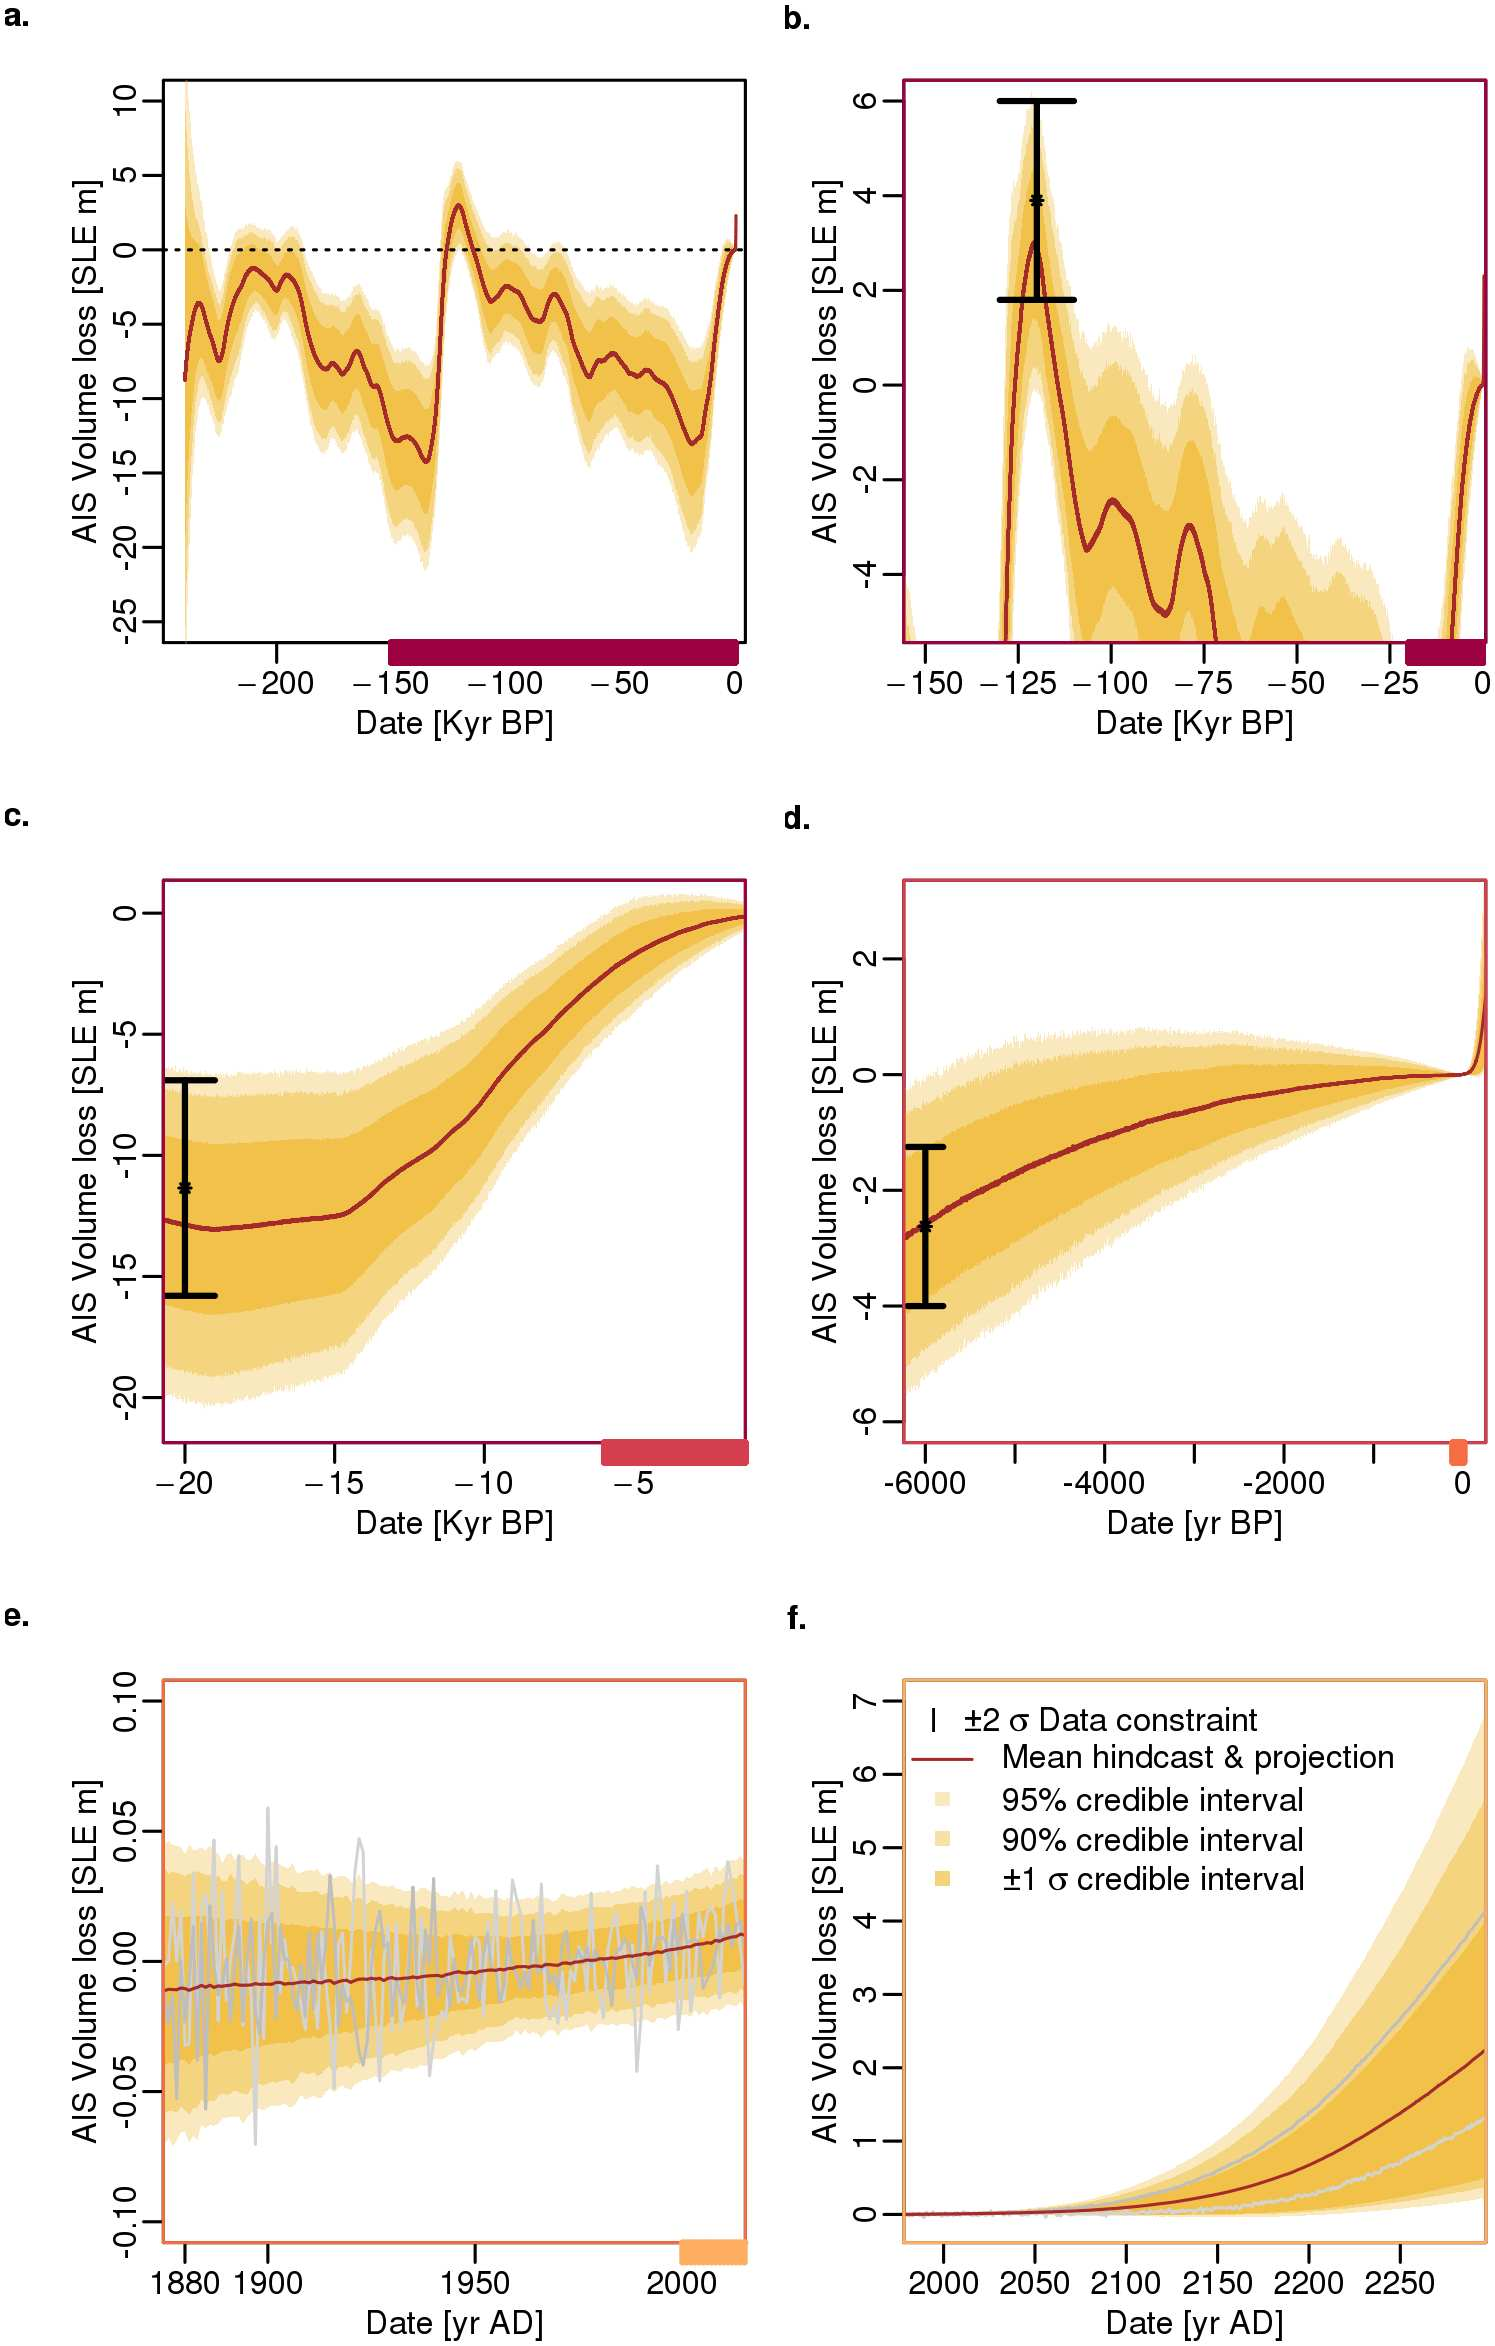 a.
AIS Volume loss [SLE m]
10
5
0
-5
-10
-15
-20
-25
−200 −150 −100 −50 0
Date [Kyr BP]
b.
AIS Volume loss [SLE m]
6
4
2
0
-2
-4
−150 −125 −100 −75 −50 −25 0
Date [Kyr BP]
c.
AIS Volume loss [SLE m]
0
-5
-10
-15
-20
−20 −15 −10 −5
Date [Kyr BP]
d.
AIS Volume loss [SLE m]
2
0
-2
-4
-6
-6000 -4000 -2000 0
Date [yr BP]
e.
AIS Volume loss [SLE m]
0.10
0.05
0.00
-0.05
-0.10
1880 1900 1950 2000
Date [yr AD]
f.
AIS Volume loss [SLE m]
7
6
5
4
3
2
1
0
±2 σ Data constraint
Mean hindcast & projection
95% credible interval
90% credible interval
±1 σ credible interval
2000 2050 2100 2150 2200 2250
Date [yr AD]